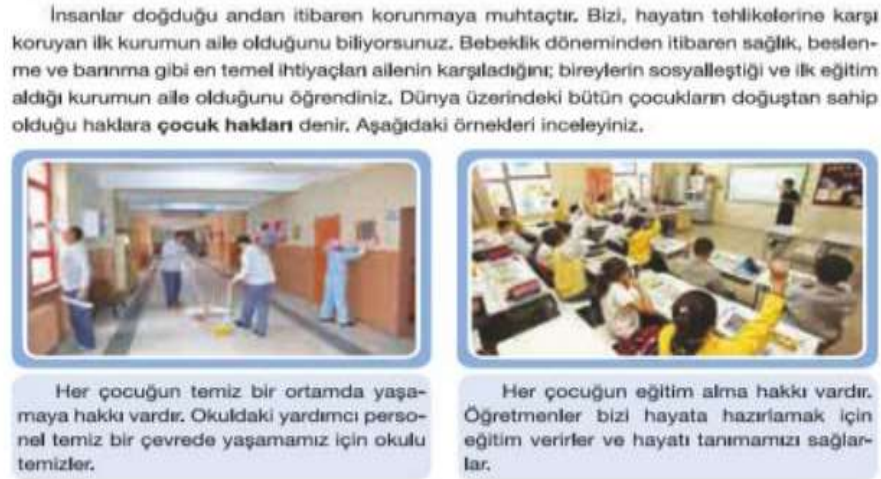 İnsanlar doğduğu andan itibaren korunmaya muhtaçtır. Bizi, hayatın tehlikelerine karşı
koruyan ilk kurumun aile olduğunu biliyorsunuz. Bebeklik döneminden itibaren sağlık, beslen-
me ve barınma gibi en temel ihtiyaçları ailenin karşıladığını; bireylerin sosyalleştiği ve ilk eğitim
aldığı kurumun aile olduğunu öğrendiniz. Dünya üzerindeki bütün çocukların doğuştan sahip
olduğu haklara çocuk hakları denir. Aşağıdaki örnekleri inceleyiniz.
Her çocuğun temiz bir ortamda yaşa-
maya hakkı vardır. Okuldaki yardımcı perso-
nel temiz bir çevrede yaşamamız için okulu
temizler.
Her çocuğun eğitim alma hakkı vardır.
Öğretmenler bizi hayata hazırlamak için
eğitim verirler ve hayatı tanımamızı sağlar-
lar.